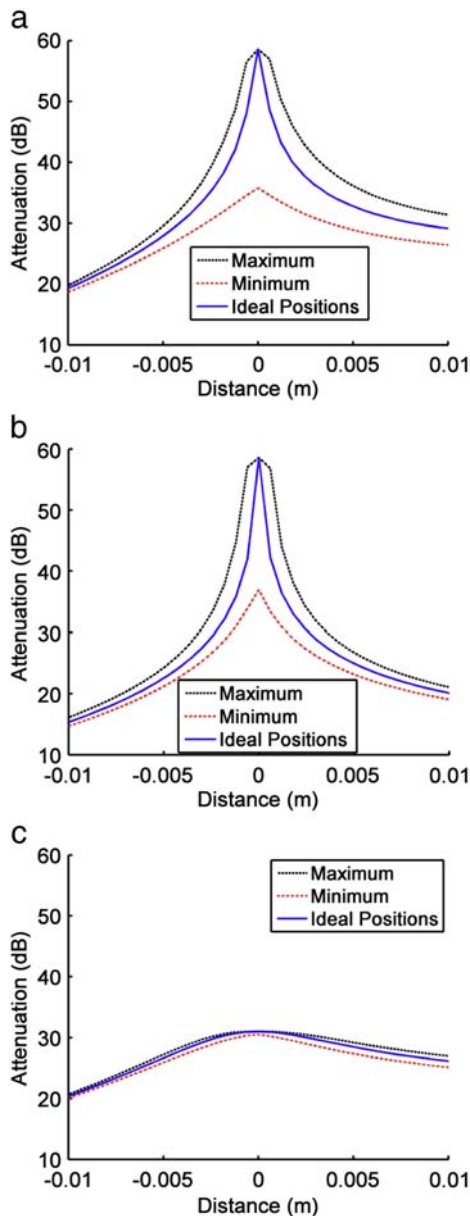 a
60
50
40
30
20
10
Attenuation (dB)
Maximum
Minimum
Ideal Positions
-0.01 -0.005 0 0.005 0.01
Distance (m)
b
60
50
40
30
20
10
Attenuation (dB)
Maximum
Minimum
Ideal Positions
-0.01 -0.005 0 0.005 0.01
Distance (m)
c
60
50
40
30
20
10
Attenuation (dB)
Maximum
Minimum
Ideal Positions
-0.01 -0.005 0 0.005 0.01
Distance (m)